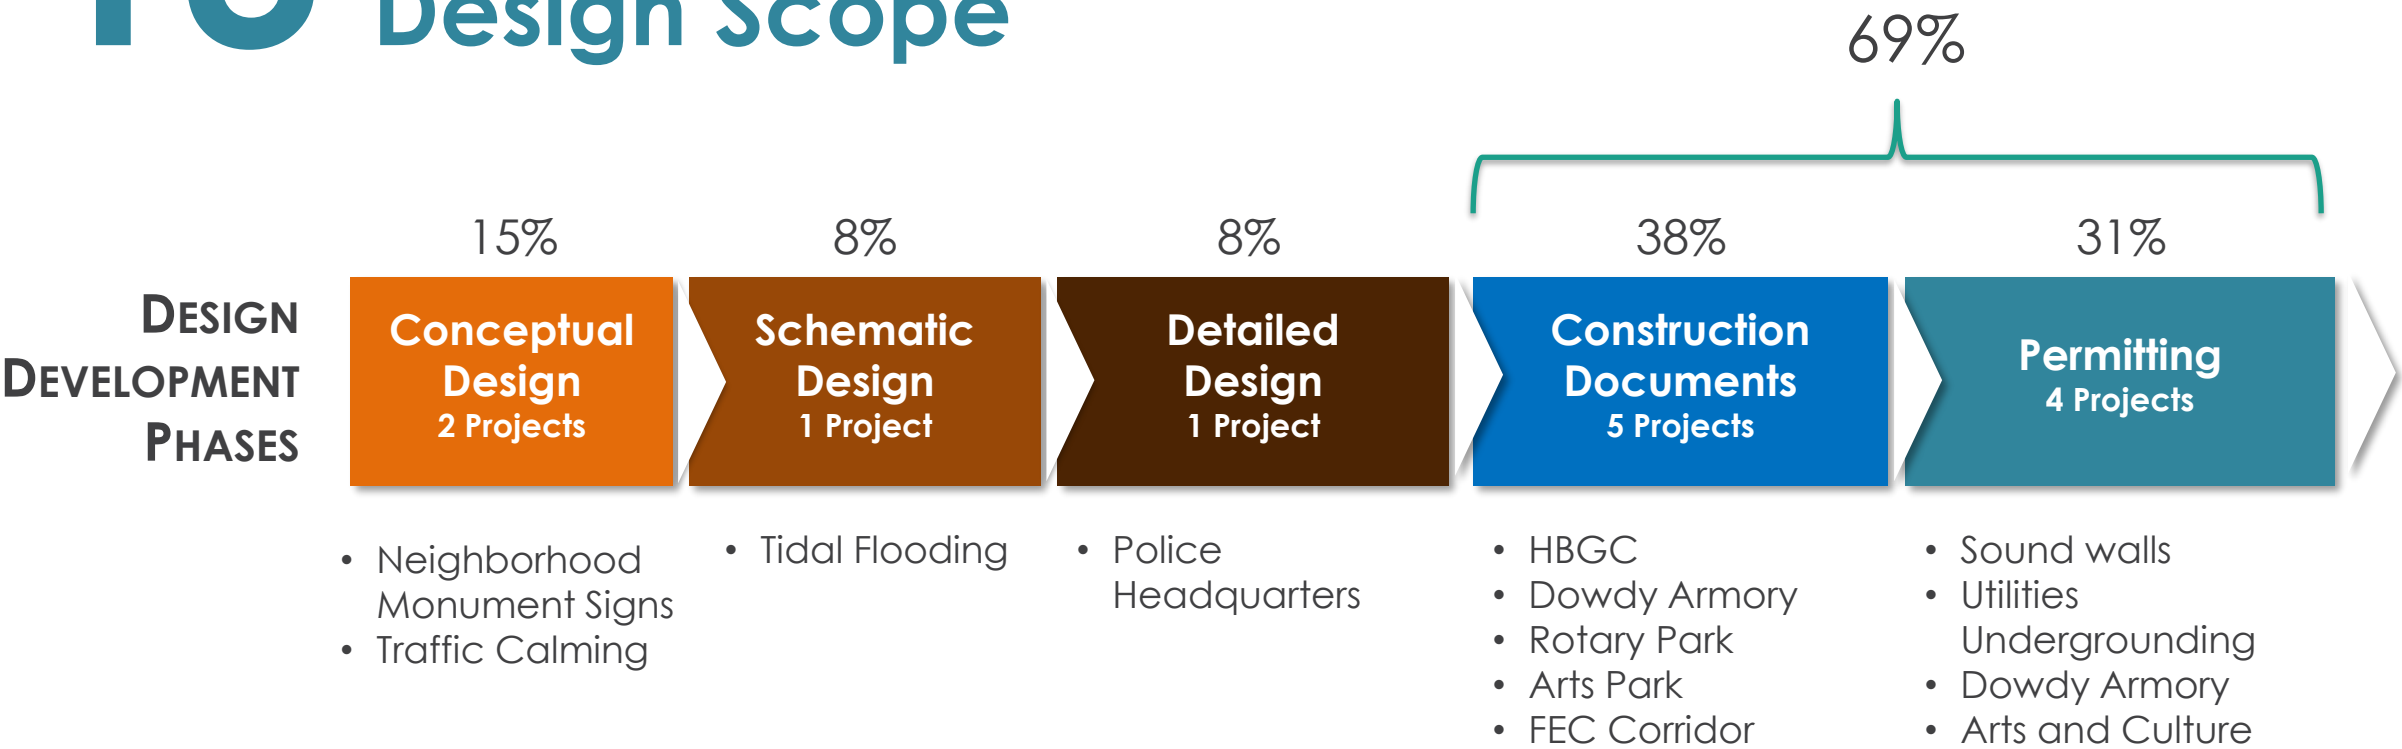 Design Scope
69%
15%
8%
8%
38%
31%
DESIGN
DEVELOPMENT
PHASES
Conceptual
Design
2 Projects
Schematic
Design
1 Project
Detailed
Design
1 Project
Construction
Documents
5 Projects
Permitting
4 Projects
• Neighborhood
Monument Signs
• Traffic Calming
• Tidal Flooding
• Police
Headquarters
• HBGC
• Dowdy Armory
• Rotary Park
• Arts Park
• FEC Corridor
• Sound walls
• Utilities
Undergrounding
• Dowdy Armory
• Arts and Culture